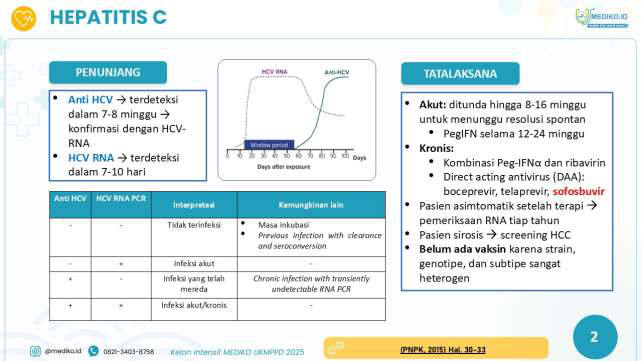 HEPATITIS C
MEDIKO.ID
PENUNJANG
• Anti HCV → terdeteksi
dalam 7-8 minggu →
konfirmasi dengan HCV-
RNA
• HCV RNA → terdeteksi
dalam 7-10 hari
HCV RNA
Anti-HCV
Window period
0 10 20 30 40 50 60 70 80 90 100 Days
Days after exposure
TATALAKSANA
• Akut: ditunda hingga 8-16 minggu
untuk menunggu resolusi spontan
• PegIFN selama 12-24 minggu
• Kronis:
• Kombinasi Peg-IFNα dan ribavirin
• Direct acting antivirus (DAA):
boceprevir, telaprevir, sofosbuvir
• Pasien asimtomatik setelah terapi →
pemeriksaan RNA tiap tahun
• Pasien sirosis → screening HCC
• Belum ada vaksin karena strain,
genotipe, dan subtipe sangat
heterogen
Anti HCV HCV RNA PCR Interpretasi Kemungkinan lain
- - Tidak terinfeksi • Masa inkubasi
• Previous infection with clearance
and seroconversion
- + Infeksi akut -
+ - Infeksi yang telah
mereda
Chronic infection with transiently
undetectable RNA PCR
+ + Infeksi akut/kronis -
@mediko.id 0821-3403-8758 Kelon Intensif MEDIKO UKMPPD 2025
(PNPK, 2015) Hal. 30-33
2